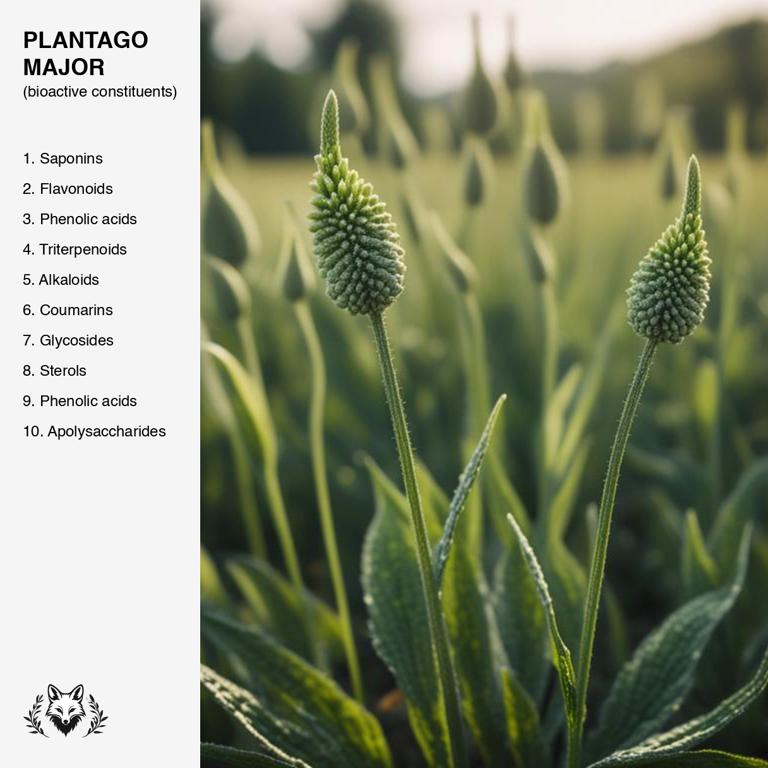 PLANTAGO
MAJOR
(bioactive constituents)
1. Saponins
2. Flavonoids
3. Phenolic acids
4. Triterpenoids
5. Alkaloids
6. Coumarins
7. Glycosides
8. Sterols
9. Phenolic acids
10. Apolysaccharides